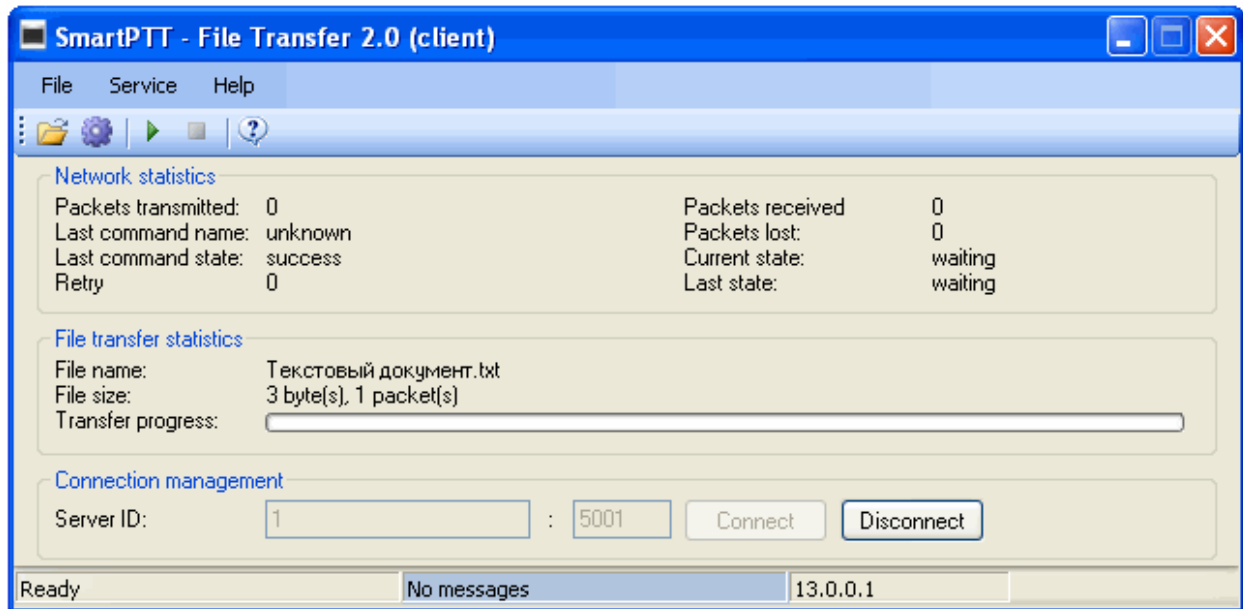 SmartPTT - File Transfer 2.0 (client)
File Service Help
Network statistics
Packets transmitted: 0 Packets received 0
Last command name: unknown Packets lost: 0
Last command state: success Current state: waiting
Retry 0 Last state: waiting
File transfer statistics
File name: Текстовый документ.txt
File size: 3 byte(s), 1 packet(s)
Transfer progress:
Connection management
Server ID: 1 : 5001 Connect Disconnect
Ready No messages 13.0.0.1